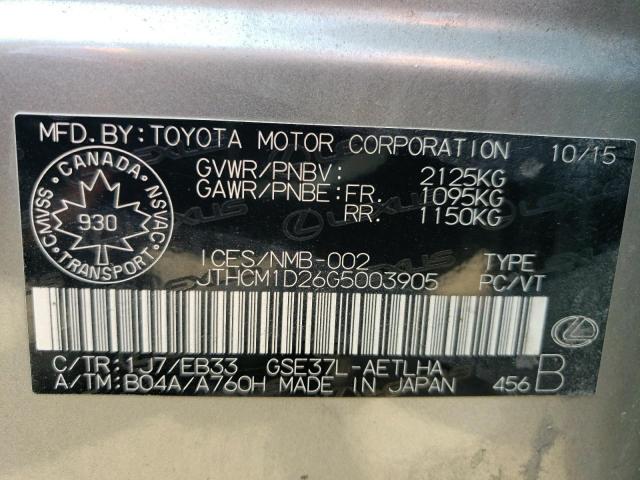 MFD.BY:TOYOTA MOTOR CORPORATION 10/15
GVWR/PNBV: 2125KG
GAWR/PNBE:FR. 1095KG
RR. 1150KG
CANADA
CMVSS 930 NSVAC
TRANSPORT
ICES/NMB-002 TYPE
JTHCM1D26G5003905 PC/VT
C/TR:1J7/EB33 GSE37L-AETLHA
A/TM:B04A/A760H MADE IN JAPAN 456 B
LEXUS